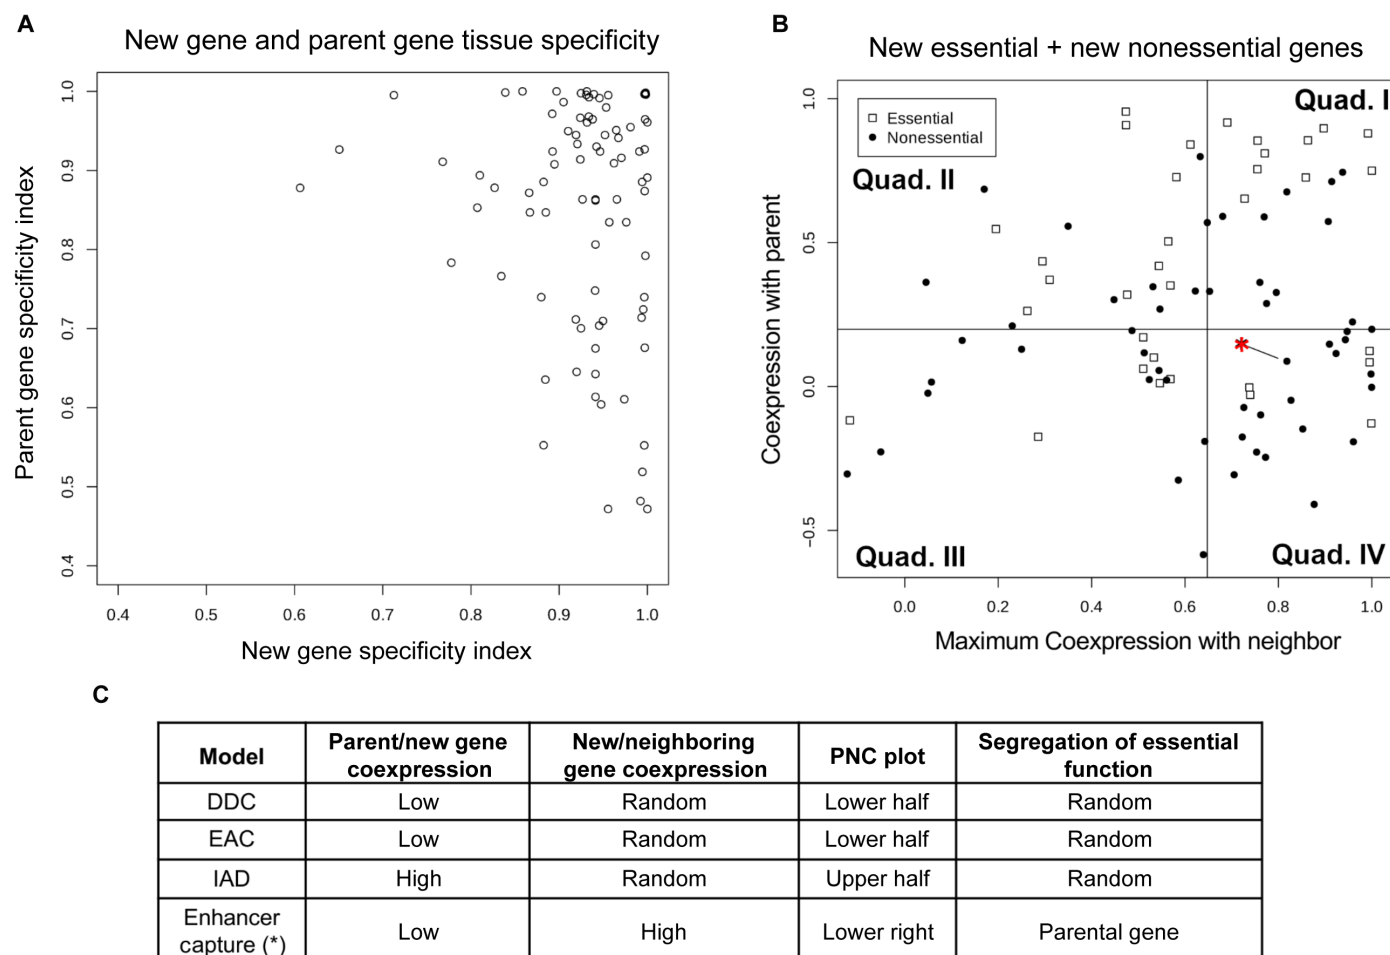 A
New gene and parent gene tissue specificity
Parent gene specificity index
1.0
0.9
0.8
0.7
0.6
0.5
0.4
0.4 0.5 0.6 0.7 0.8 0.9 1.0
New gene specificity index
B
New essential + new nonessential genes
Quad. I
Essential
Nonessential
Quad. II
Coexpression with parent
1.0
0.5
0.0
−0.5
*
Quad. III
Quad. IV
0.0 0.2 0.4 0.6 0.8 1.0
Maximum Coexpression with neighbor
C
Model
Parent/new gene
coexpression
New/neighboring
gene coexpression
PNC plot
Segregation of essential
function
DDC Low Random Lower half Random
EAC Low Random Lower half Random
IAD High Random Upper half Random
Enhancer
capture (*)
Low High Lower right Parental gene